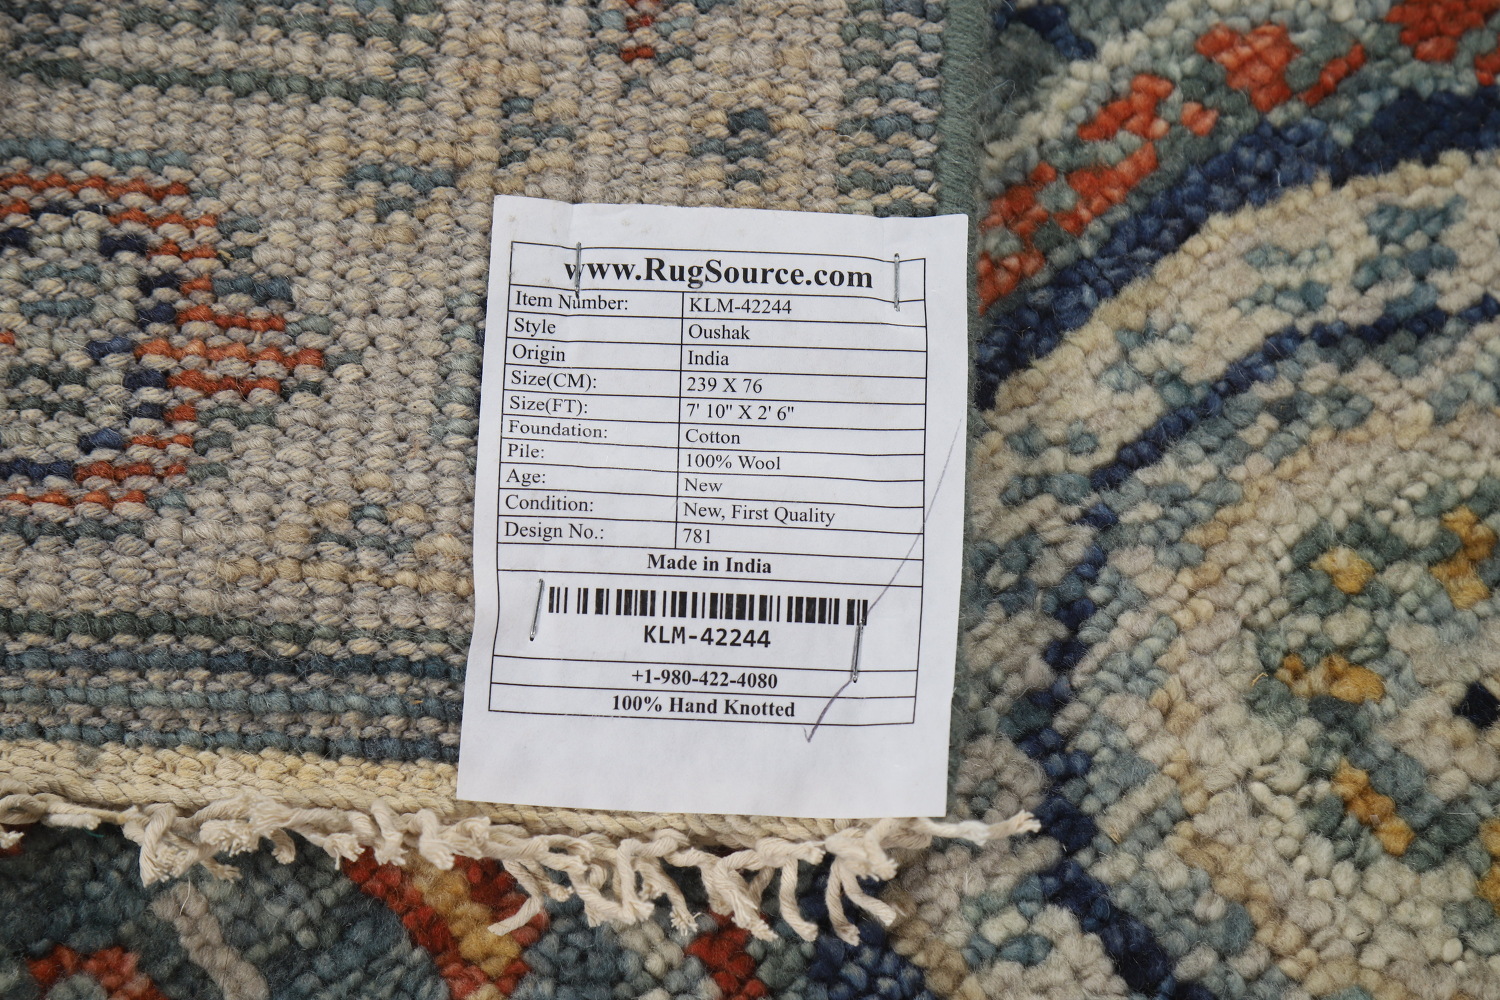 www.RugSource.com
Item Number: KLM-42244
Style Oushak
Origin India
Size(CM): 239 X 76
Size(FT): 7' 10" X 2' 6"
Foundation: Cotton
Pile: 100% Wool
Age: New
Condition: New, First Quality
Design No.: 781
Made in India
KLM-42244
+1-980-422-4080
100% Hand Knotted